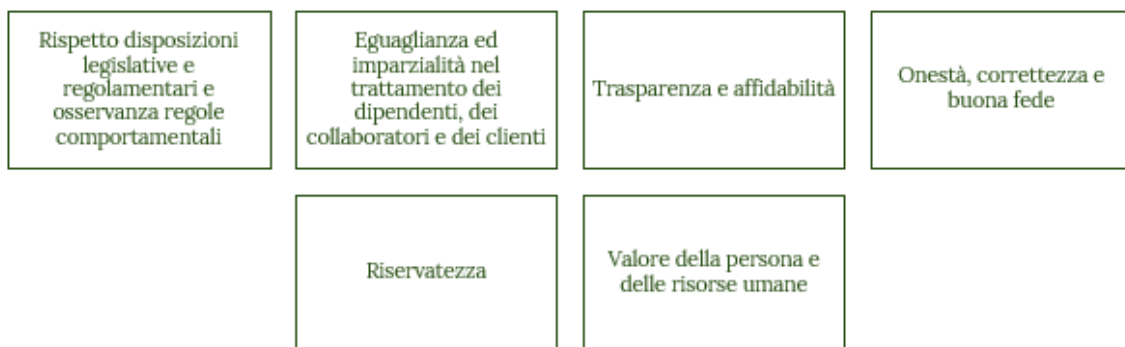 Rispetto disposizioni
legislative e
regolamentari e
osservanza regole
comportamentali
Eguaglianza ed
imparzialità nel
trattamento dei
dipendenti, dei
collaboratori e dei clienti
Trasparenza e affidabilità
Onestà, correttezza e
buona fede
Riservatezza
Valore della persona e
delle risorse umane